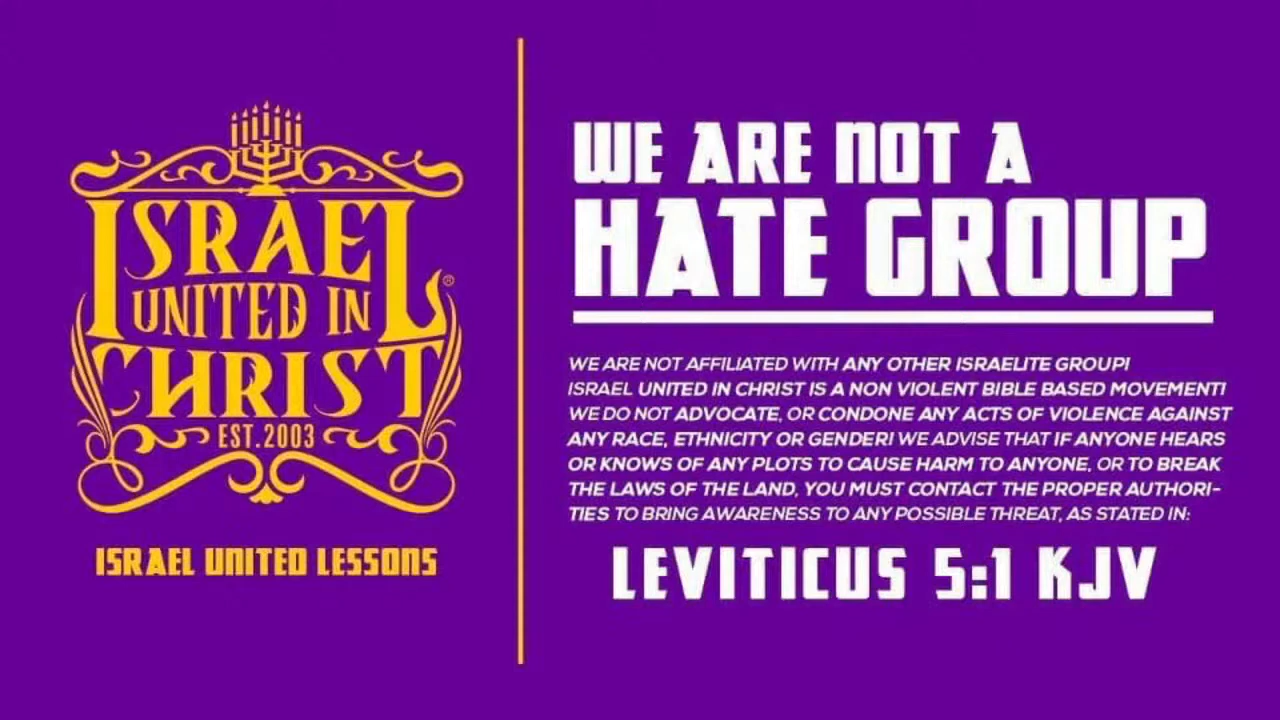 ISRAEL
UNITED IN
CHRIST
EST.2003
ISRAEL UNITED LESSONS
WE ARE NOT A
HATE GROUP
WE ARE NOT AFFILIATED WITH ANY OTHER ISRAELITE GROUP!
ISRAEL UNITED IN CHRIST IS A NON VIOLENT BIBLE BASED MOVEMENT!
WE DO NOT ADVOCATE, OR CONDONE ANY ACTS OF VIOLENCE AGAINST
ANY RACE, ETHNICITY OR GENDER! WE ADVISE THAT IF ANYONE HEARS
OR KNOWS OF ANY PLOTS TO CAUSE HARM TO ANYONE, OR TO BREAK
THE LAWS OF THE LAND, YOU MUST CONTACT THE PROPER AUTHORI-
TIES TO BRING AWARENESS TO ANY POSSIBLE THREAT, AS STATED IN:
LEVITICUS 5:1 KJV